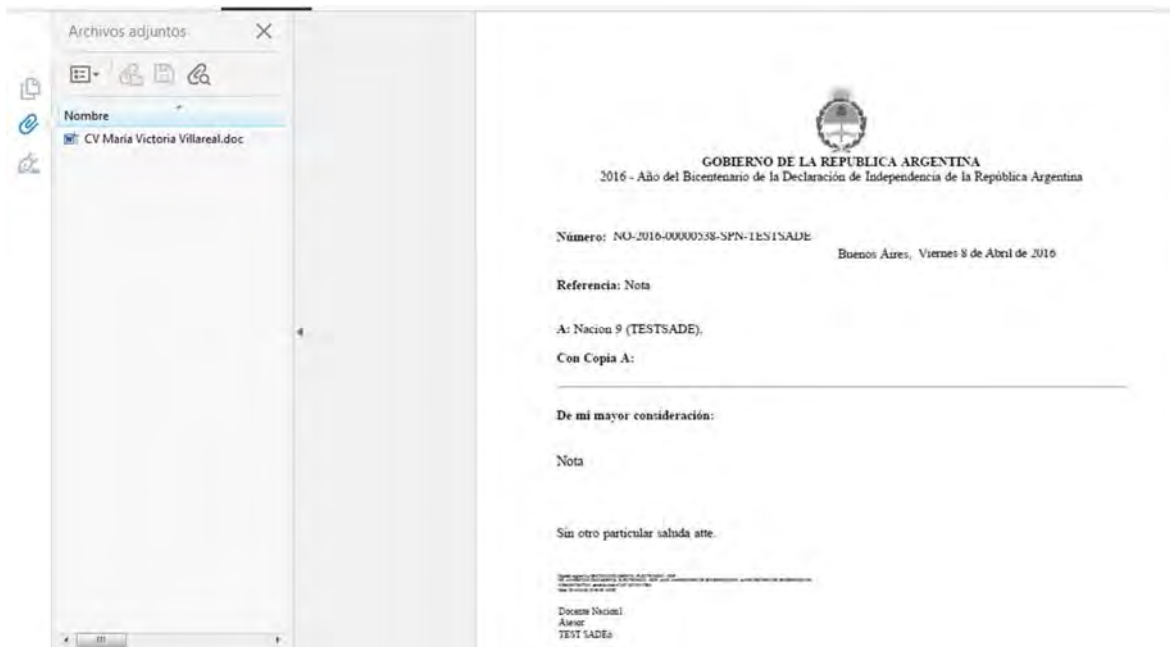 Archivos adjuntos
Nombre
CV Maria Victoria Villareal.doc
GOBIERNO DE LA REPUBLICA ARGENTINA
2016 - Año del Bicentenario de la Declaración de Independencia de la República Argentina
Número: NO-2016-00000538-SPN-TESTSADE
Buenos Aires, Viernes 8 de Abril de 2016
Referencia: Nota
A: Nacion 9 (TESTSADE),
Con Copia A:
De mi mayor consideración:
Nota
Sin otro particular saluda atte.
Docente Nacion1
Asesor
TEST SADEs